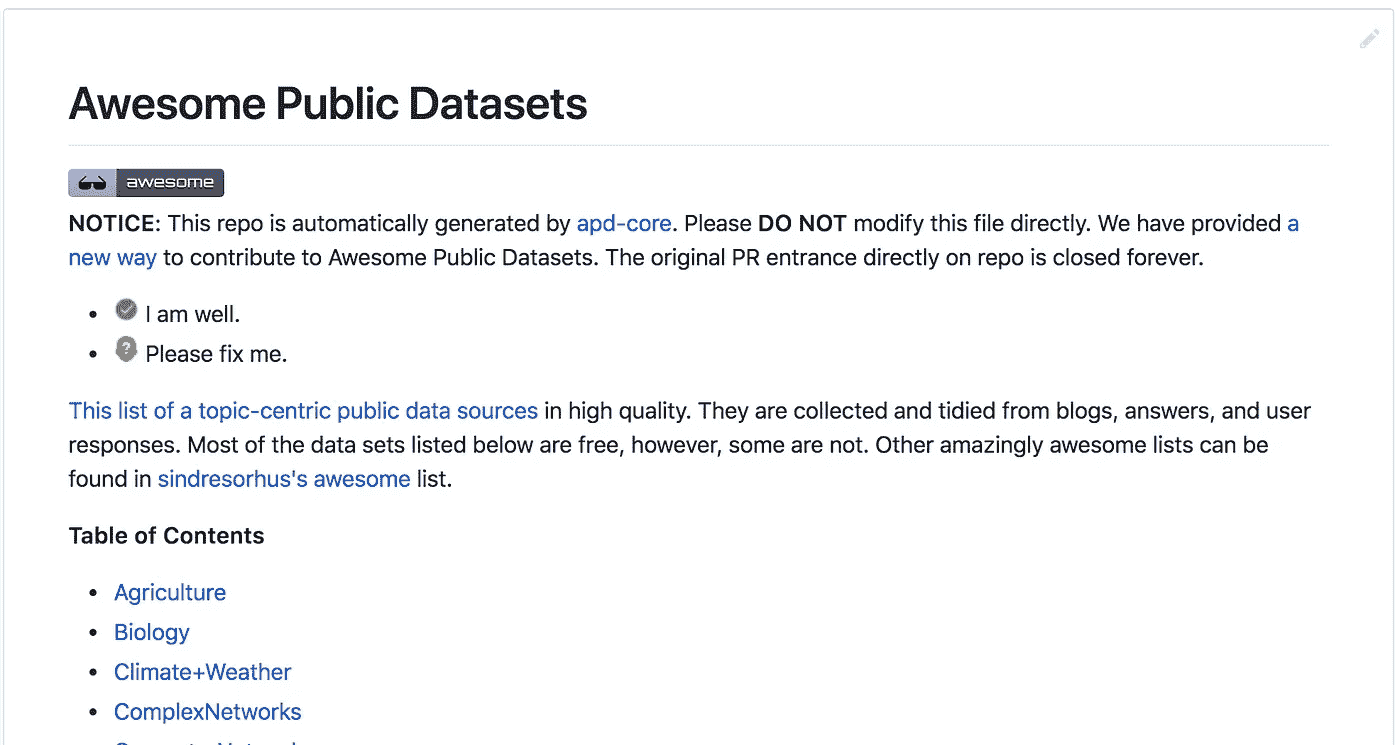 Awesome Public Datasets
awesome
NOTICE: This repo is automatically generated by apd-core. Please DO NOT modify this file directly. We have provided a
new way to contribute to Awesome Public Datasets. The original PR entrance directly on repo is closed forever.
• I am well.
• ? Please fix me.
This list of a topic-centric public data sources in high quality. They are collected and tidied from blogs, answers, and user
responses. Most of the data sets listed below are free, however, some are not. Other amazingly awesome lists can be
found in sindresorhus's awesome list.
Table of Contents
• Agriculture
• Biology
• Climate+Weather
• ComplexNetworks